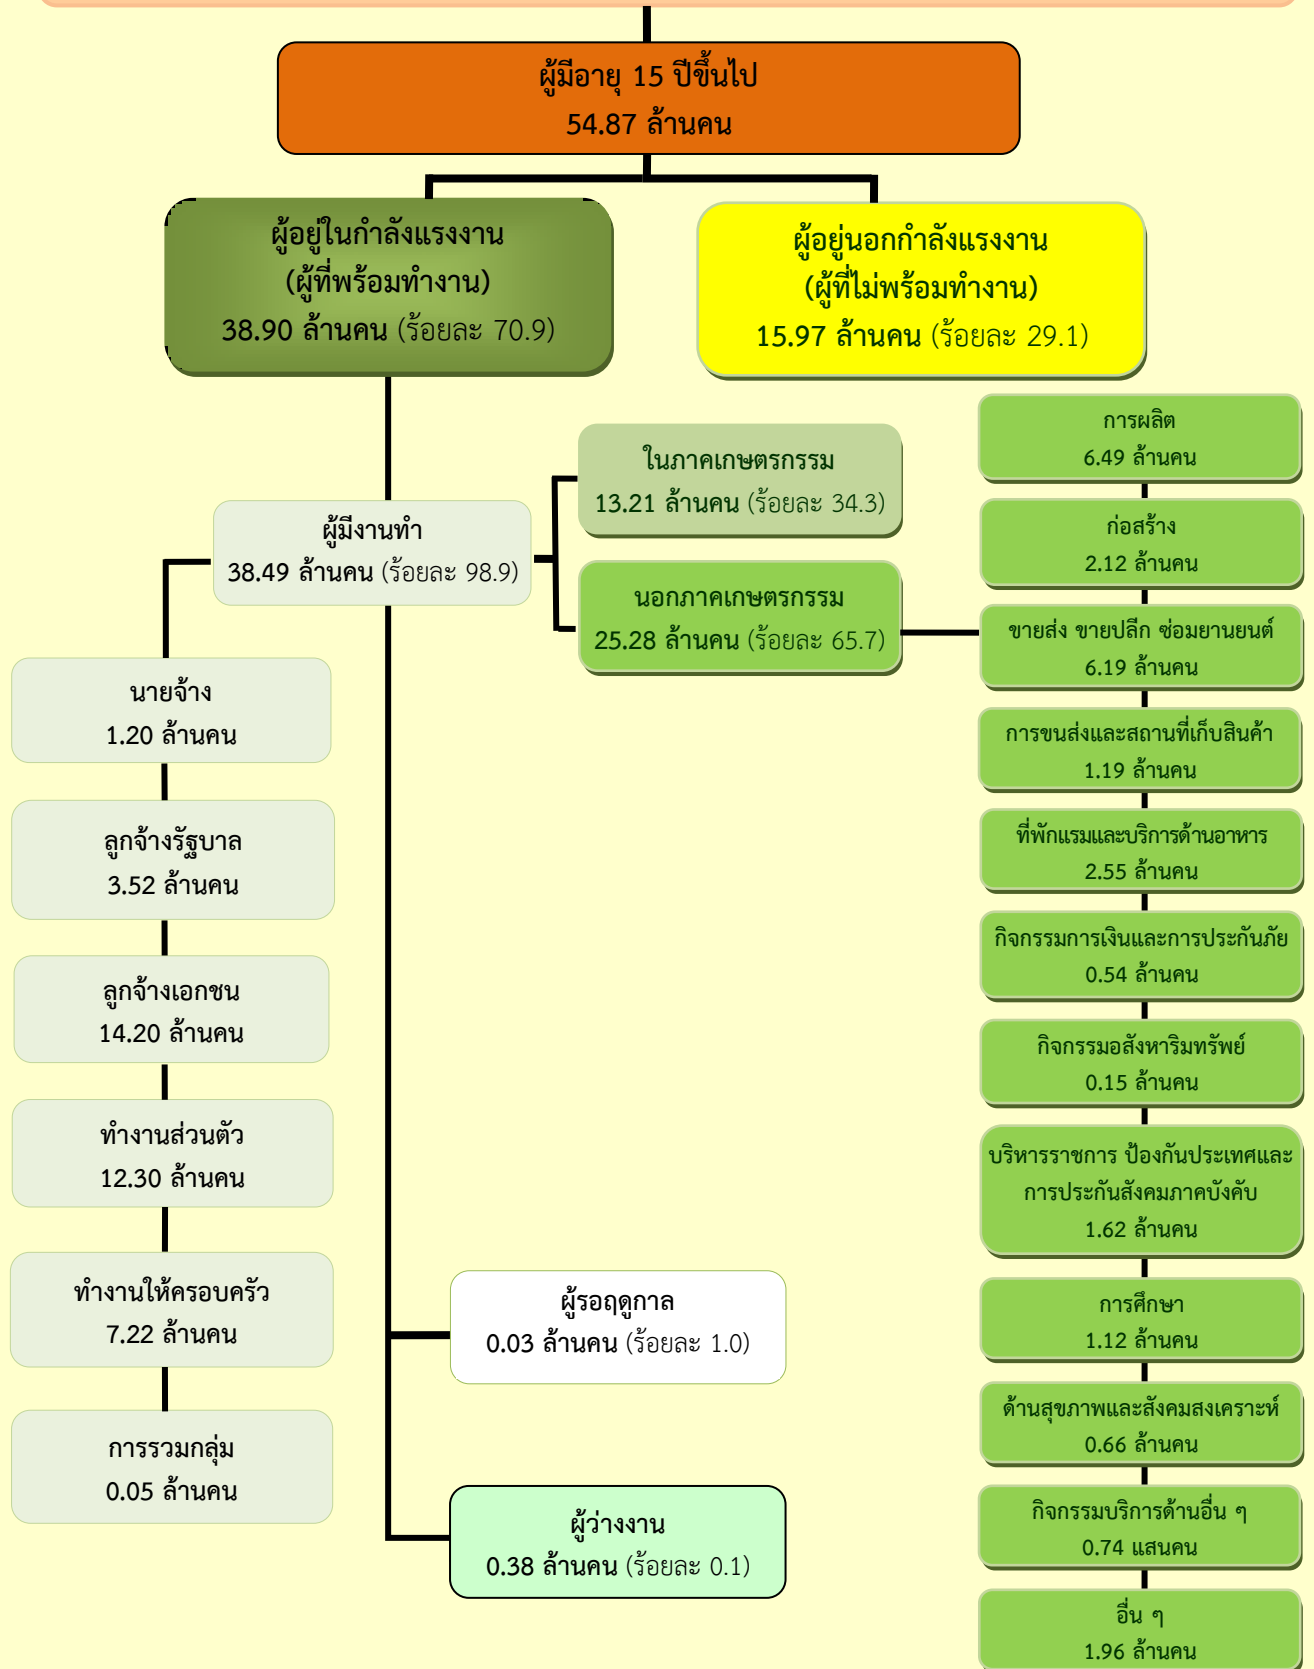 ผู้มีอายุ 15 ปีขึ้นไป
54.87 ล้านคน
ผู้อยู่ในกำลังแรงงาน
(ผู้ที่พร้อมทำงาน)
38.90 ล้านคน (ร้อยละ 70.9)
ผู้อยู่นอกกำลังแรงงาน
(ผู้ที่ไม่พร้อมทำงาน)
15.97 ล้านคน (ร้อยละ 29.1)
ผู้มีงานทำ
38.49 ล้านคน (ร้อยละ 98.9)
ในภาคเกษตรกรรม
13.21 ล้านคน (ร้อยละ 34.3)
นอกภาคเกษตรกรรม
25.28 ล้านคน (ร้อยละ 65.7)
นายจ้าง
1.20 ล้านคน
ลูกจ้างรัฐบาล
3.52 ล้านคน
ลูกจ้างเอกชน
14.20 ล้านคน
ทำงานส่วนตัว
12.30 ล้านคน
ทำงานให้ครอบครัว
7.22 ล้านคน
การรวมกลุ่ม
0.05 ล้านคน
ผู้รอฤดูกาล
0.03 ล้านคน (ร้อยละ 1.0)
ผู้ว่างงาน
0.38 ล้านคน (ร้อยละ 0.1)
การผลิต
6.49 ล้านคน
ก่อสร้าง
2.12 ล้านคน
ขายส่ง ขายปลีก ซ่อมยานยนต์
6.19 ล้านคน
การขนส่งและสถานที่เก็บสินค้า
1.19 ล้านคน
ที่พักแรมและบริการด้านอาหาร
2.55 ล้านคน
กิจกรรมการเงินและการประกันภัย
0.54 ล้านคน
กิจกรรมอสังหาริมทรัพย์
0.15 ล้านคน
บริหารราชการ ป้องกันประเทศและ
การประกันสังคมภาคบังคับ
1.62 ล้านคน
การศึกษา
1.12 ล้านคน
ด้านสุขภาพและสังคมสงเคราะห์
0.66 ล้านคน
กิจกรรมบริการด้านอื่น ๆ
0.74 แสนคน
อื่น ๆ
1.96 ล้านคน